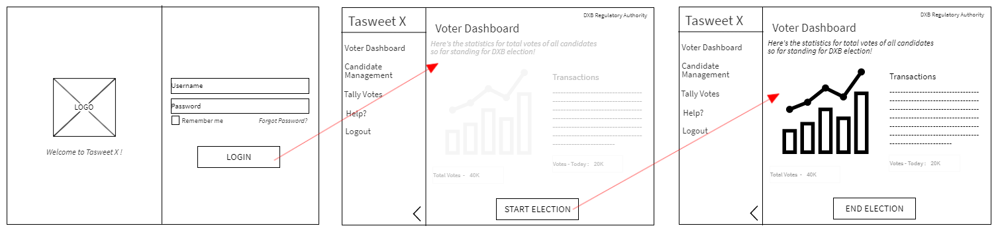 LOGO
Welcome to Tasweet X !
Username
Password
Remember me
Forgot Password?
LOGIN
Tasweet X
Voter Dashboard
Candidate
Management
Tally Votes
Help?
Logout
DXB Regulatory Authority
Voter Dashboard
Here's the statistics for total votes of all candidates
so far standing for DXB election!
Transactions
Votes - Today : 20K
Total Votes - 40K
START ELECTION
Tasweet X
Voter Dashboard
Candidate
Management
Tally Votes
Help?
Logout
DXB Regulatory Authority
Voter Dashboard
Here's the statistics for total votes of all candidates
so far standing for DXB election!
Transactions
Votes - Today : 20K
Total Votes - 40K
END ELECTION